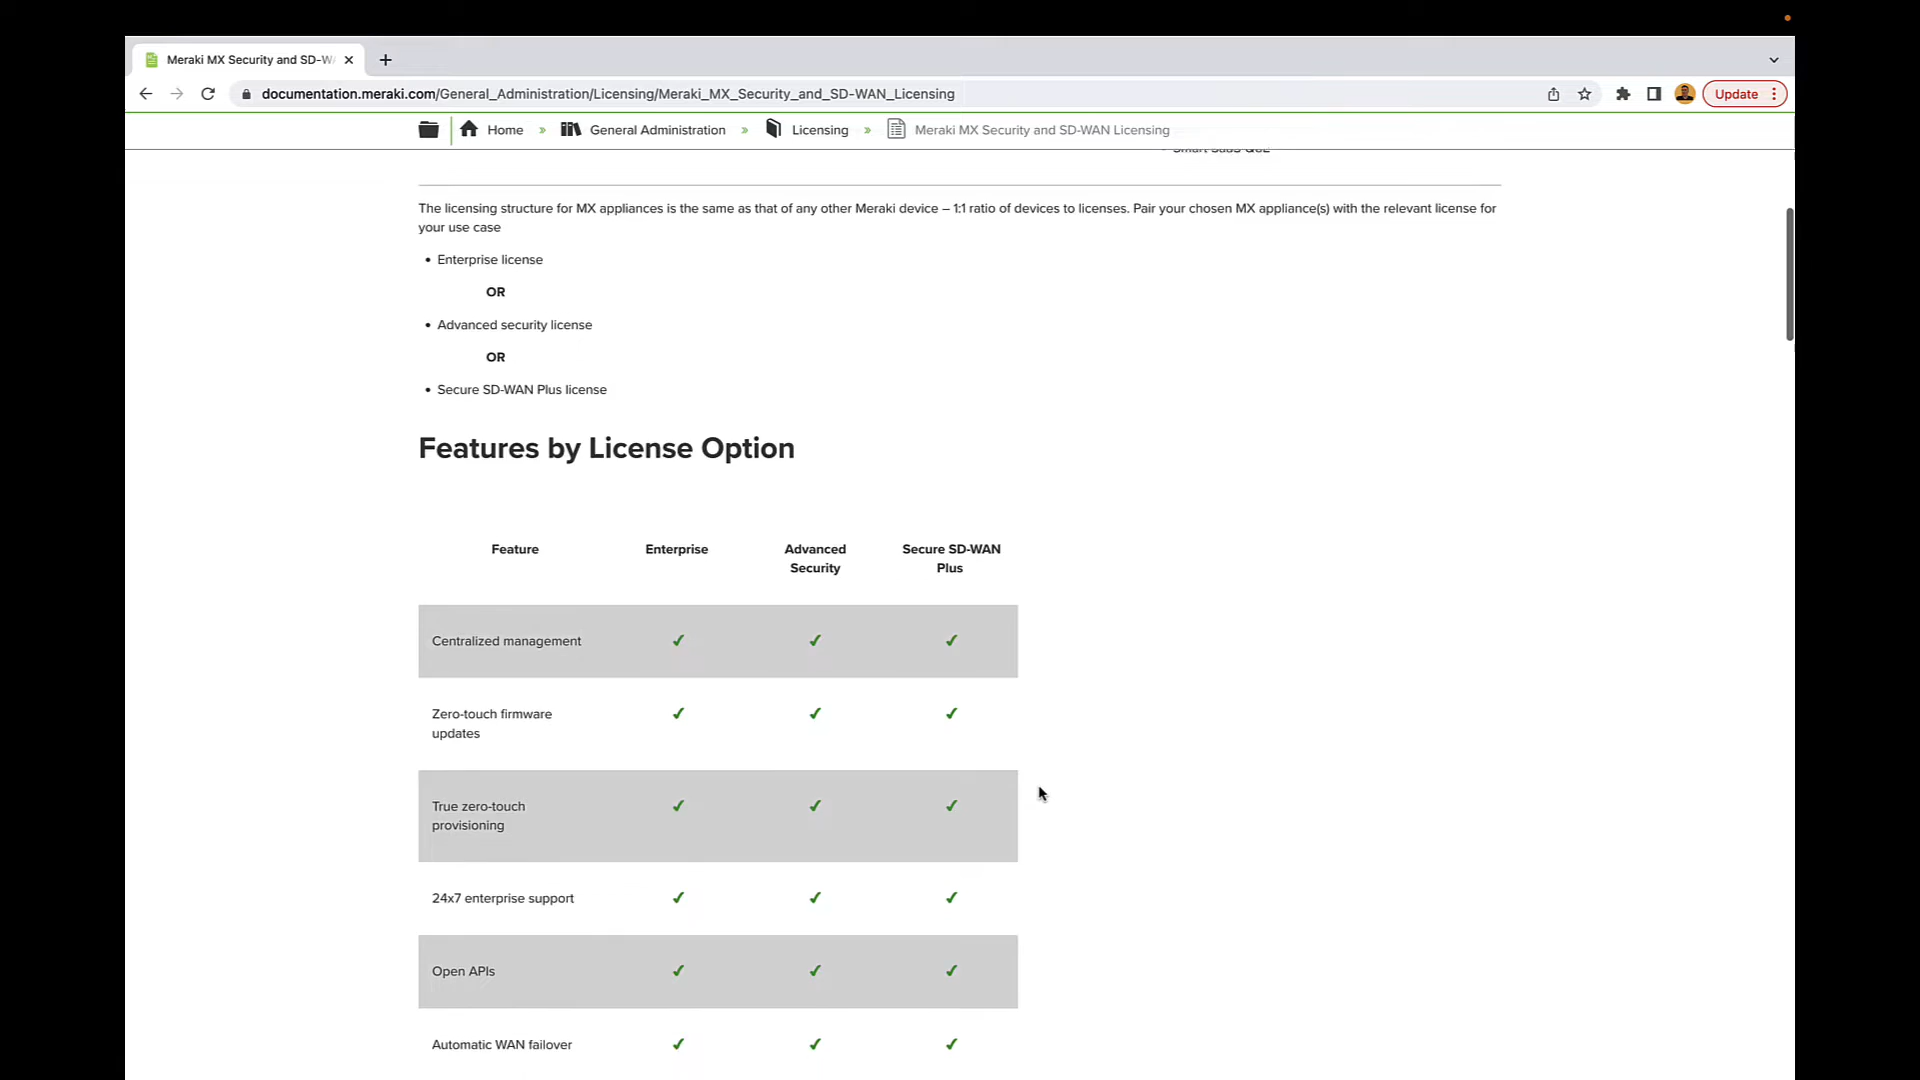 Meraki MX Security and SD-W
documentation.meraki.com/General_Administration/Licensing/Meraki_MX_Security_and_SD-WAN_Licensing
Update
Home » General Administration » Licensing » Meraki MX Security and SD-WAN Licensing
Smart SaaS QoE
The licensing structure for MX appliances is the same as that of any other Meraki device – 1:1 ratio of devices to licenses. Pair your chosen MX appliance(s) with the relevant license for
your use case
• Enterprise license
OR
• Advanced security license
OR
• Secure SD-WAN Plus license
Features by License Option
Feature Enterprise Advanced Secure SD-WAN
Security Plus
Centralized management ✓ ✓ ✓
Zero-touch firmware ✓ ✓ ✓
updates
True zero-touch ✓ ✓ ✓
provisioning
24x7 enterprise support ✓ ✓ ✓
Open APIs ✓ ✓ ✓
Automatic WAN failover ✓ ✓ ✓